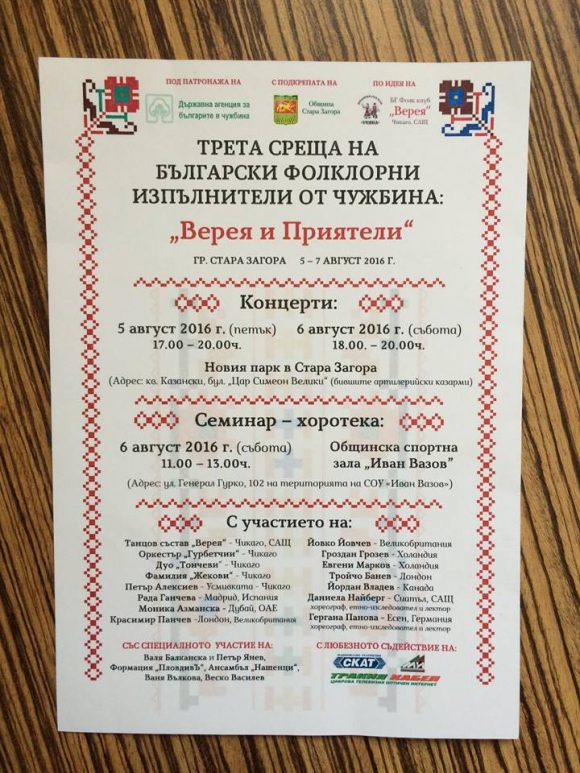 ПОД ПАТРОНАЖА НА
С ПОДКРЕПАТА НА
ПО ИДЕЯ НА
Държавна агенция за
българите в чужбина
Община
Стара Загора
БГ Фолк клуб
„Верея“
Чикаго, САЩ
ТРЕТА СРЕЩА НА
БЪЛГАРСКИ ФОЛКЛОРНИ
ИЗПЪЛНИТЕЛИ ОТ ЧУЖБИНА:
„Верея и Приятели“
ГР. СТАРА ЗАГОРА 5 – 7 АВГУСТ 2016 Г.
Концерти:
5 август 2016 г. (петък) 6 август 2016 г. (събота)
17.00 – 20.00ч. 18.00. – 20.00ч.
Новия парк в Стара Загора
(Адрес: кв. Казански, бул. „Цар Симеон Велики“ (бившите артилерийски казарми)
Семинар – хоротека:
6 август 2016 г. (събота) Общинска спортна
11.00 – 13.00ч. зала „Иван Вазов”
(Адрес: ул. Генерал Гурко, 102 на територията на СОУ «Иван Вазов»)
С участието на:
Танцов състав „Верея” - Чикаго, САЩ
Оркестър „Гурбетчии” - Чикаго
Дуо „Тончеви” - Чикаго
Фамилия „Жекови” - Чикаго
Петър Алексиев - Усмивката - Чикаго
Рада Ганчева - Мадрид, Испания
Моника Азманска - Дубай, ОАЕ
Красимир Панчев - Лондон, Великобритания
Йовко Йовчев - Великобритания
Гроздан Грозев - Холандия
Евгени Марков - Холандия
Тройчо Банев - Лондон
Йордан Владев - Канада
Даниела Найберг - Сиатъл, САЩ
хореограф, етно-изследовател и лектор
Гергана Панова - Есен, Германия
хореограф, етно-изследовател и лектор
СЪС СПЕЦИАЛНОТО УЧАСТИЕ НА:
Валя Балканска и Петър Янев,
Формация „ПловдивЪ”, Ансамбъл „Нашенци”,
Ваня Вълкова, Веско Василев
С ЛЮБЕЗНОТО СЪДЕЙСТВИЕ НА:
СКАТ
ТРАКИЯ КАБЕЛ
ЦИФРОВА ТЕЛЕВИЗИЯ ОПТИЧЕН ИНТЕРНЕТ